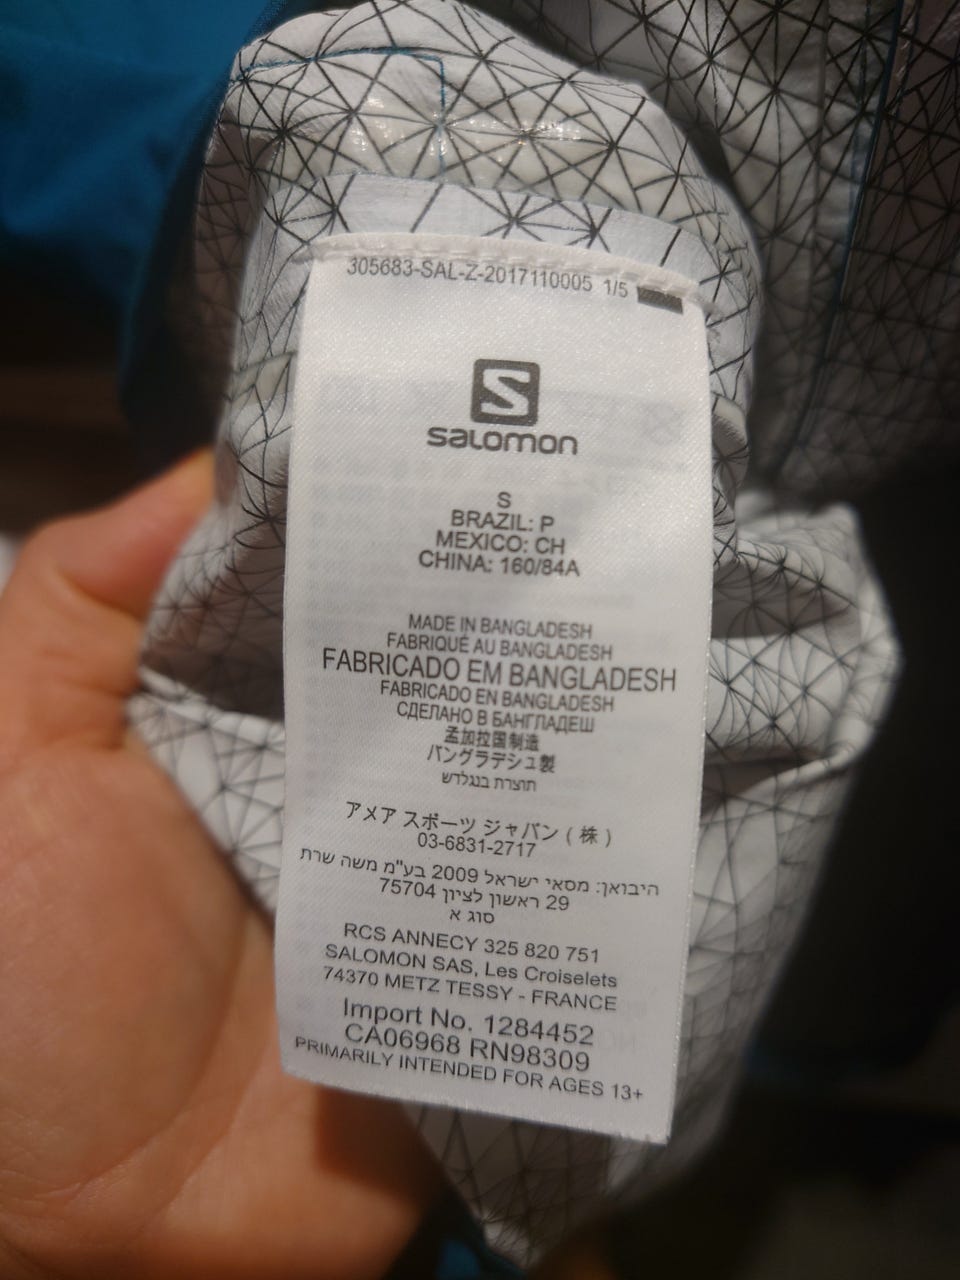 305683-SAL-Z-2017110005 1/5
S
salomon
S
BRAZIL: P
MEXICO: CH
CHINA: 160/84A
MADE IN BANGLADESH
FABRIQUÉ AU BANGLADESH
FABRICADO EM BANGLADESH
FABRICADO EN BANGLADESH
СДЕЛАНО В БАНГЛАДЕШ
孟加拉国制造
バングラデシュ製
תוצרת בנגלדש
アメア スポーツ ジャパン ( 株 )
03-6831-2717
היבואן: מסאי ישראל 2009 בע"מ משה שרת
29 ראשון לציון 75704
סוג א
RCS ANNECY 325 820 751
SALOMON SAS, Les Croiselets
74370 METZ TESSY - FRANCE
Import No. 1284452
CA06968 RN98309
PRIMARILY INTENDED FOR AGES 13+